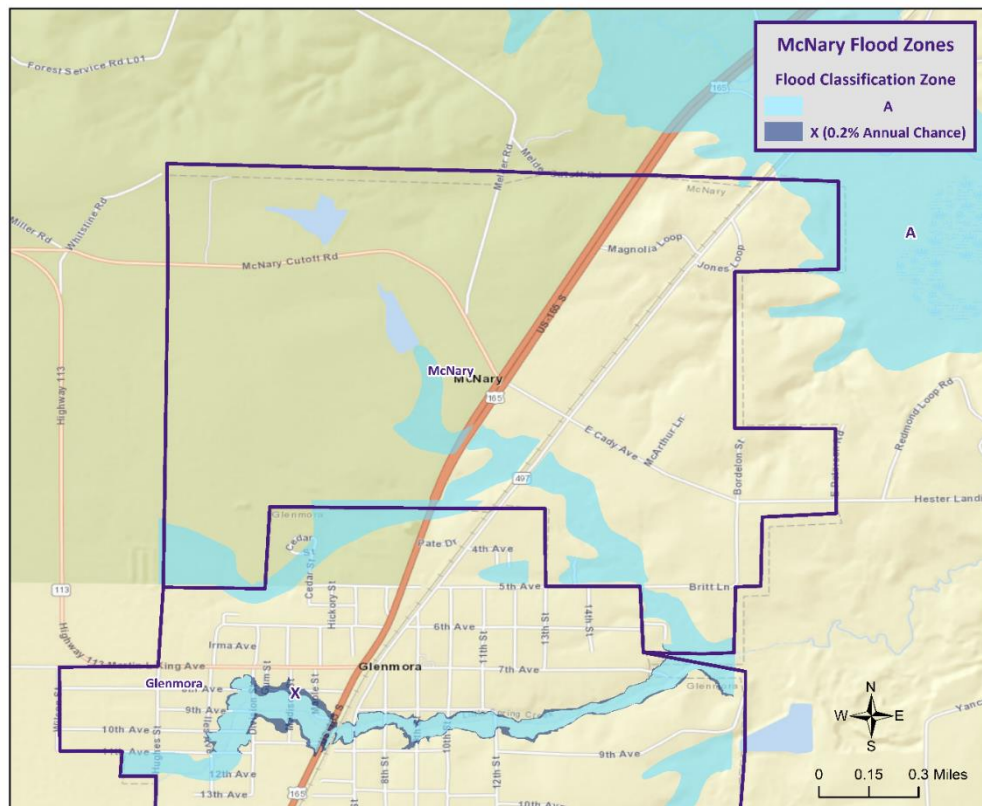 McNary Flood Zones
Flood Classification Zone
A
X (0.2% Annual Chance)
Forest Service Rd L01
165
Melder Rd
McNary
Whitstine Rd
Miller Rd
McNary Cutoff Rd
Magnolia Loop
Jones Loop
A
US-165 S
Highway 113
McNary
McNary
165
E Cady Ave
McArthur Ln
Bordelon St
Redmond Loop Rd
497
Hester Landi
Glenmora
Cedar
Pate Dr
4th Ave
113
Cedar St
Hickory St
5th Ave
Britt Ln
6th Ave
11th St
13th St
14th St
Irma Ave
Highway 113
King Ave
Glenmora
7th Ave
Glenmora
X
Glenmora
9th Ave
10th Ave
Hughes St
12th Ave
13th Ave
8th St
12th St
9th Ave
165
10th Ave
Yanc
N
W
E
S
0
0.15
0.3 Miles